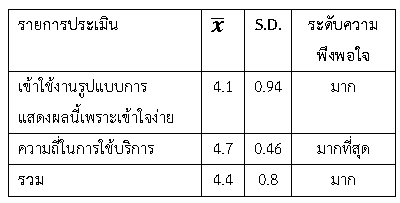 รายการประเมิน x̄ S.D. ระดับความ
พึงพอใจ
เข้าใช้งานรูปแบบการ 4.1 0.94 มาก
แสดงผลนี้เพราะเข้าใจง่าย
ความถี่ในการใช้บริการ 4.7 0.46 มากที่สุด
รวม 4.4 0.8 มาก